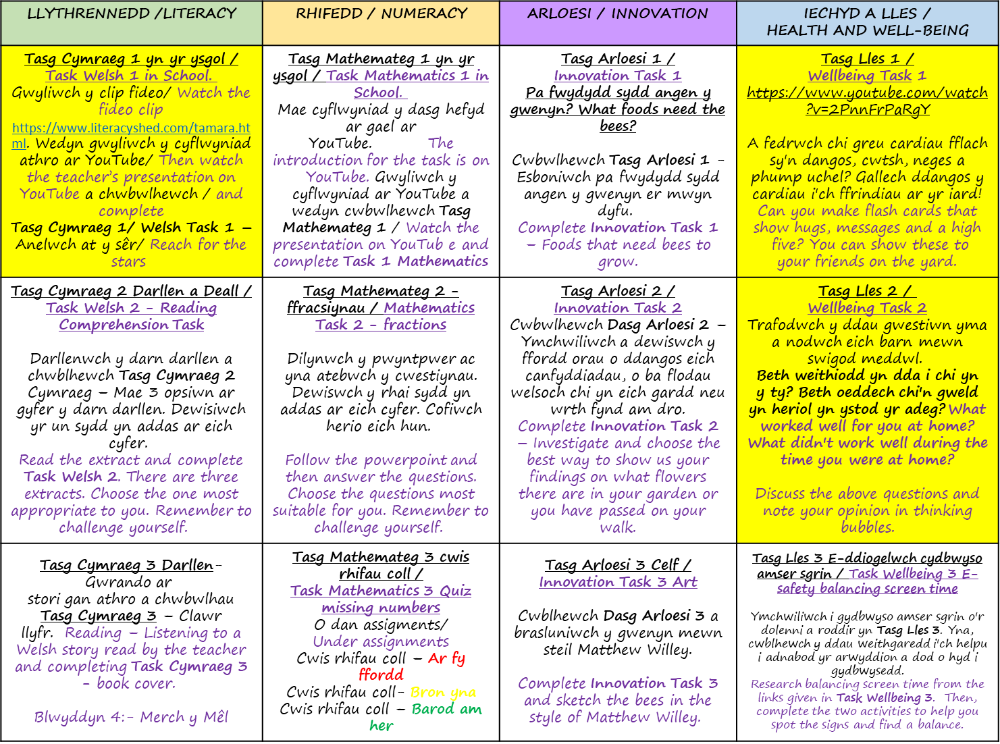 LLYTHRENNEDD /LITERACY
RHIFEDD / NUMERACY
ARLOESI / INNOVATION
IECHYD A LLES /
HEALTH AND WELL-BEING
Tasg Cymraeg 1 yn yr ysgol /
Task Welsh 1 in School.
Gwyliwch y clip fideo/ Watch the
fideo clip
https://www.literacyshed.com/tamara.ht
ml. Wedyn gwyliwch y cyflwyniad
athro ar YouTube/ Then watch
the teacher's presentation on
YouTube a chwbwlhewch / and
complete
Tasg Cymraeg 1/ Welsh Task 1 –
Anelwch at y sêr/ Reach for the
stars
Tasg Mathemateg 1 yn yr
ysgol / Task Mathematics 1 in
School.
Mae cyflwyniad y dasg hefyd
ar gael ar
YouTube. The
introduction for the task is on
YouTube. Gwyliwch y
cyflwyniad ar YouTube a
wedyn cwbwlhewch Tasg
Mathemateg 1 / Watch the
presentation on YouTub e and
complete Task 1 Mathematics
Tasg Arloesi 1 /
Innovation Task 1
Pa fwydydd sydd angen y
gwenyn? What foods need the
bees?
Cwbwlhewch Tasg Arloesi 1 -
Esboniwch pa fwydydd sydd
angen y gwenyn er mwyn
dyfu.
Complete Innovation Task 1
– Foods that need bees to
grow.
Tasg Lles 1 /
Wellbeing Task 1
https://www.youtube.com/watch
?v=2PnnFrPaRgY
A fedrwch chi greu cardiau fflach
sy'n dangos, cwtsh, neges a
phump uchel? Gallech ddangos y
cardiau i'ch ffrindiau ar yr iard!
Can you make flash cards that
show hugs, messages and a high
five? You can show these to
your friends on the yard.
Tasg Cymraeg 2 Darllen a Deall /
Task Welsh 2 - Reading
Comprehension Task
Darllenwch y darn darllen a
chwblhewch Tasg Cymraeg 2
Cymraeg – Mae 3 opsiwn ar
gyfer y darn darllen. Dewisiwch
yr un sydd yn addas ar eich
cyfer.
Read the extract and complete
Task Welsh 2. There are three
extracts. Choose the one most
appropriate to you. Remember to
challenge yourself.
Tasg Mathemateg 2 -
ffracsiynau / Mathematics
Task 2 - fractions
Dilynwch y pwyntpwer ac
yna atebwch y cwestiynau.
Dewiswch y rhai sydd yn
addas ar eich cyfer. Cofiwch
herio eich hun.
Follow the powerpoint and
then answer the questions.
Choose the questions most
suitable for you. Remember to
challenge yourself.
Tasg Arloesi 2 /
Innovation Task 2
Cwbwlhewch Dasg Arloesi 2 –
Ymchwiliwch a dewiswch y
ffordd orau o ddangos eich
canfyddiadau, o ba flodau
welsoch chi yn eich gardd neu
wrth fynd am dro.
Complete Innovation Task 2
– Investigate and choose the
best way to show us your
findings on what flowers
there are in your garden or
you have passed on your
walk.
Tasg Lles 2 /
Wellbeing Task 2
Trafodwch y ddau gwestiwn yma
a nodwch eich barn mewn
swigod meddwl.
Beth weithiodd yn dda i chi yn
y ty? Beth oeddech chi'n gweld
yn heriol yn ystod yr adeg? What
worked well for you at home?
What didn't work well during the
time you were at home?
Discuss the above questions and
note your opinion in thinking
bubbles.
Tasg Cymraeg 3 Darllen-
Gwrando ar
stori gan athro a chwbwlhau
Tasg Cymraeg 3 – Clawr
llyfr. Reading – Listening to a
Welsh story read by the teacher
and completing Task Cymraeg 3
- book cover.
Blwyddyn 4:- Merch y Mêl
Tasg Mathemateg 3 cwis
rhifau coll /
Task Mathematics 3 Quiz
missing numbers
O dan assigments/
Under assignments
Cwis rhifau coll – Ar fy
ffordd
Cwis rhifau coll- Bron yna
Cwis rhifau coll – Barod am
her
Tasg Arloesi 3 Celf /
Innovation Task 3 Art
Cwblhewch Dasg Arloesi 3 a
brasluniwch y gwenyn mewn
steil Matthew Willey.
Complete Innovation Task 3
and sketch the bees in the
style of Matthew Willey.
Tasg Lles 3 E-ddiogelwch cydbwyso
amser sgrin / Task Wellbeing 3 E-
safety balancing screen time
Ymchwiliwch i gydbwyso amser sgrin o'r
dolenni a roddir yn Tasg Lles 3. Yna,
cwblhewch y ddau weithgaredd i'ch helpu
i adnabod yr arwyddion a dod o hyd i
gydbwysedd.
Research balancing screen time from the
links given in Task Wellbeing 3. Then,
complete the two activities to help you
spot the signs and find a balance.